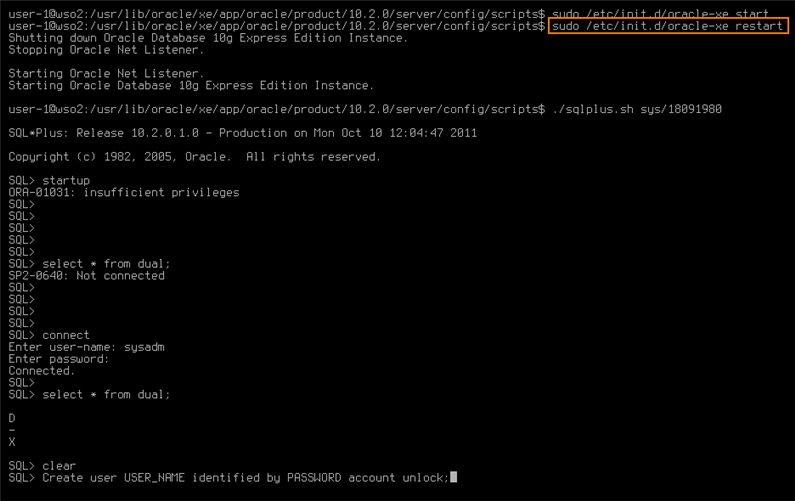 user-1@wso2:/usr/lib/oracle/xe/app/oracle/product/10.2.0/server/config/scripts$ sudo /etc/init.d/oracle-xe start
user-1@wso2:/usr/lib/oracle/xe/app/oracle/product/10.2.0/server/config/scripts$ sudo /etc/init.d/oracle-xe restart
Shutting down Oracle Database 10g Express Edition Instance.
Stopping Oracle Net Listener.
Starting Oracle Net Listener.
Starting Oracle Database 10g Express Edition Instance.
user-1@wso2:/usr/lib/oracle/xe/app/oracle/product/10.2.0/server/config/scripts$ ./sqlplus.sh sys/18091980
SQL*Plus: Release 10.2.0.1.0 - Production on Mon Oct 10 12:04:47 2011
Copyright (c) 1982, 2005, Oracle.  All rights reserved.
SQL> startup
ORA-01031: insufficient privileges
SQL>
SQL>
SQL>
SQL>
SQL>
SQL> select * from dual;
SP2-0640: Not connected
SQL>
SQL>
SQL>
SQL>
SQL> connect
Enter user-name: sysadm
Enter password:
Connected.
SQL>
SQL> select * from dual;
D
-
X
SQL> clear
SQL> Create user USER_NAME identified by PASSWORD account unlock;